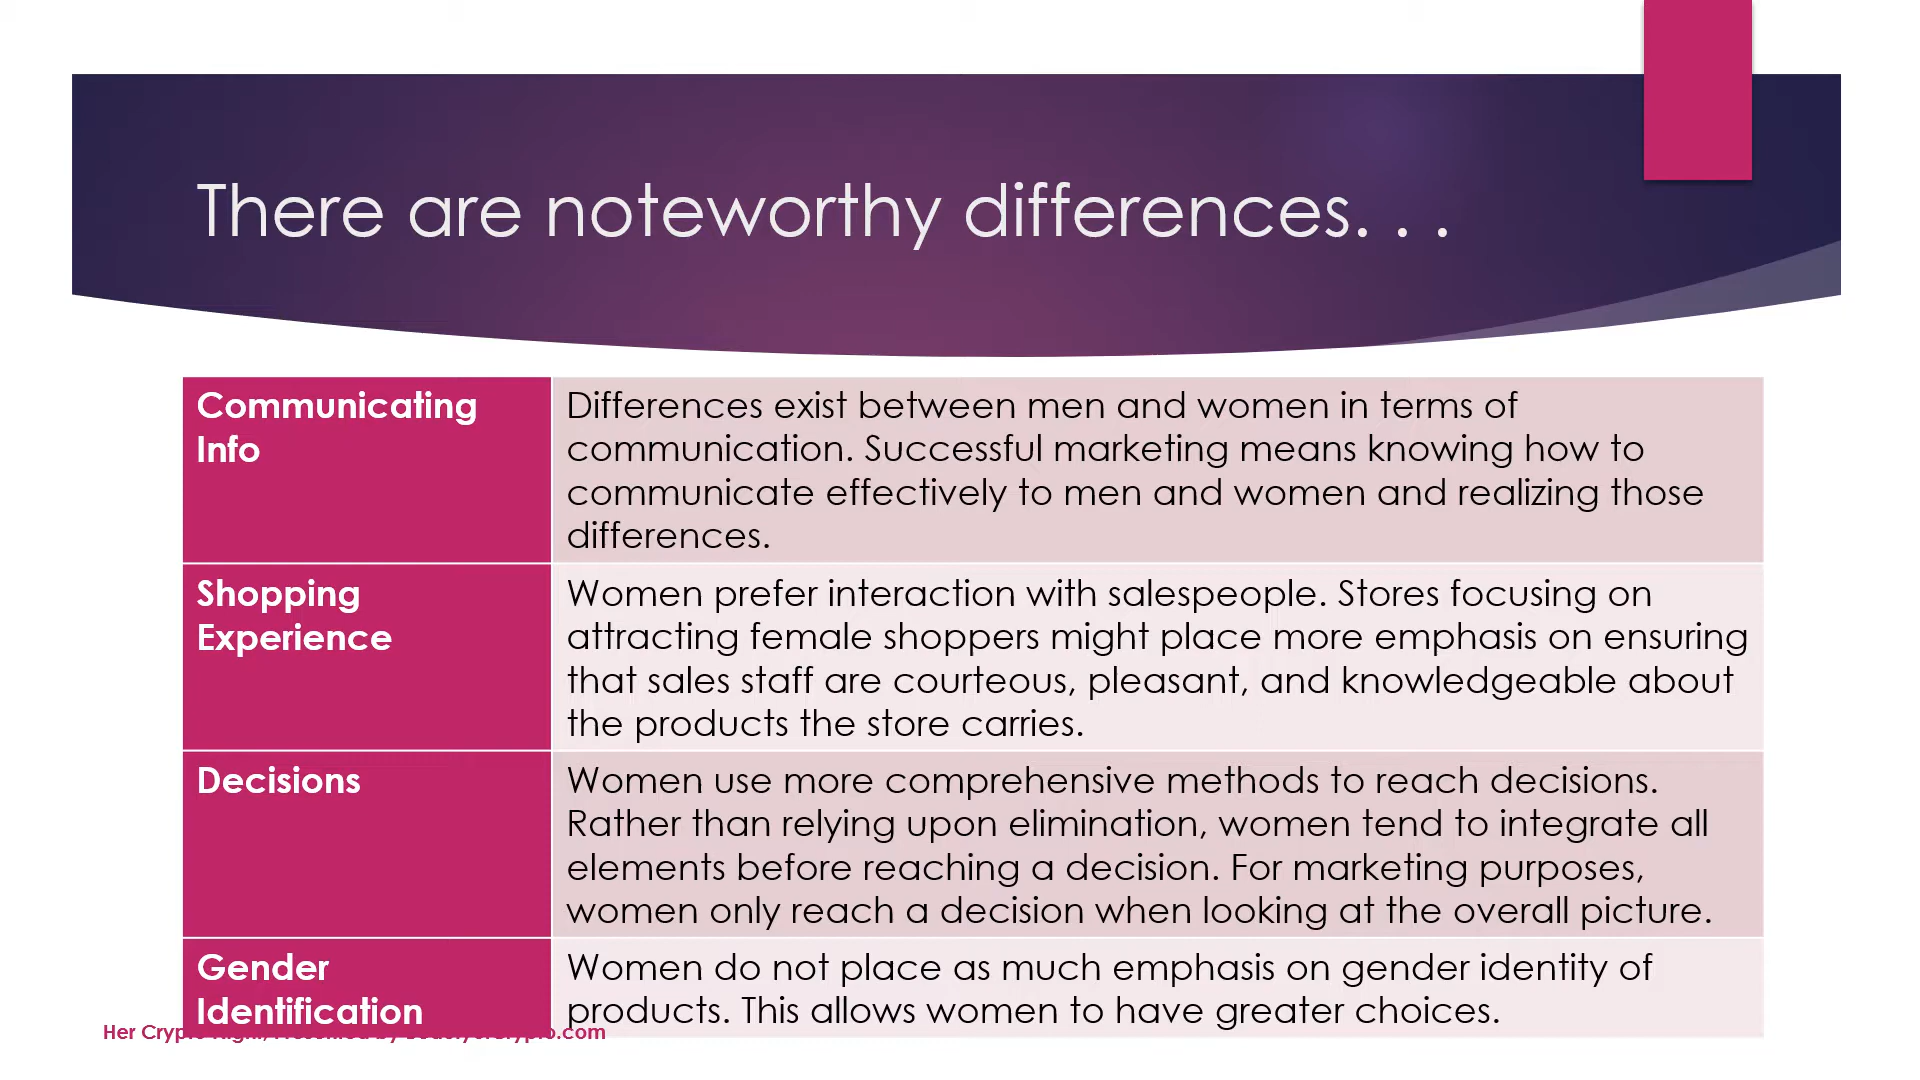 There are noteworthy differences. . .
Communicating
Info
Differences exist between men and women in terms of
communication. Successful marketing means knowing how to
communicate effectively to men and women and realizing those
differences.
Shopping
Experience
Women prefer interaction with salespeople. Stores focusing on
attracting female shoppers might place more emphasis on ensuring
that sales staff are courteous, pleasant, and knowledgeable about
the products the store carries.
Decisions
Women use more comprehensive methods to reach decisions.
Rather than relying upon elimination, women tend to integrate all
elements before reaching a decision. For marketing purposes,
women only reach a decision when looking at the overall picture.
Gender
Identification
Women do not place as much emphasis on gender identity of
products. This allows women to have greater choices.
Her Crypto